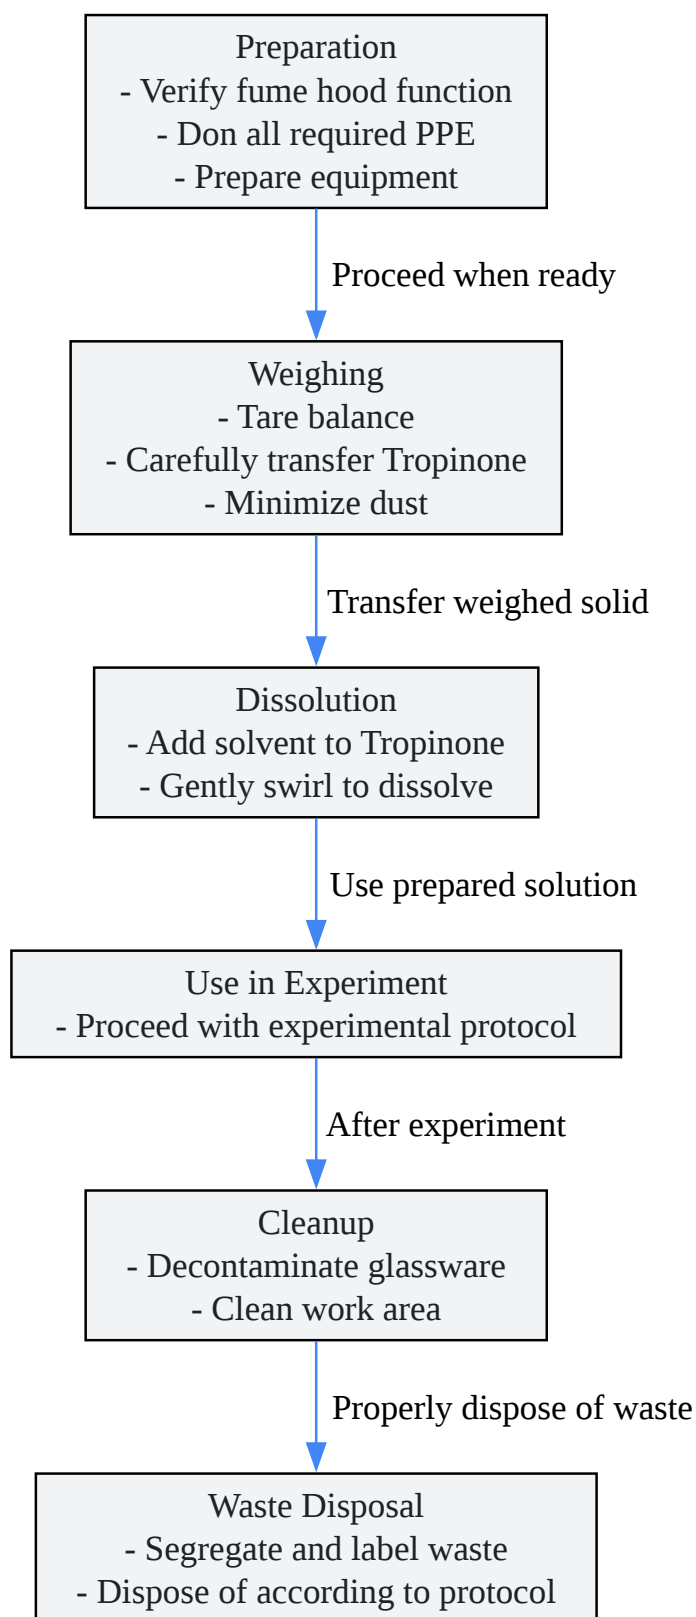 Preparation
- Verify fume hood function
- Don all required PPE
- Prepare equipment
Proceed when ready
Weighing
- Tare balance
- Carefully transfer Tropinone
- Minimize dust
Transfer weighed solid
Dissolution
- Add solvent to Tropinone
- Gently swirl to dissolve
Use prepared solution
Use in Experiment
- Proceed with experimental protocol
After experiment
Cleanup
- Decontaminate glassware
- Clean work area
Properly dispose of waste
Waste Disposal
- Segregate and label waste
- Dispose of according to protocol